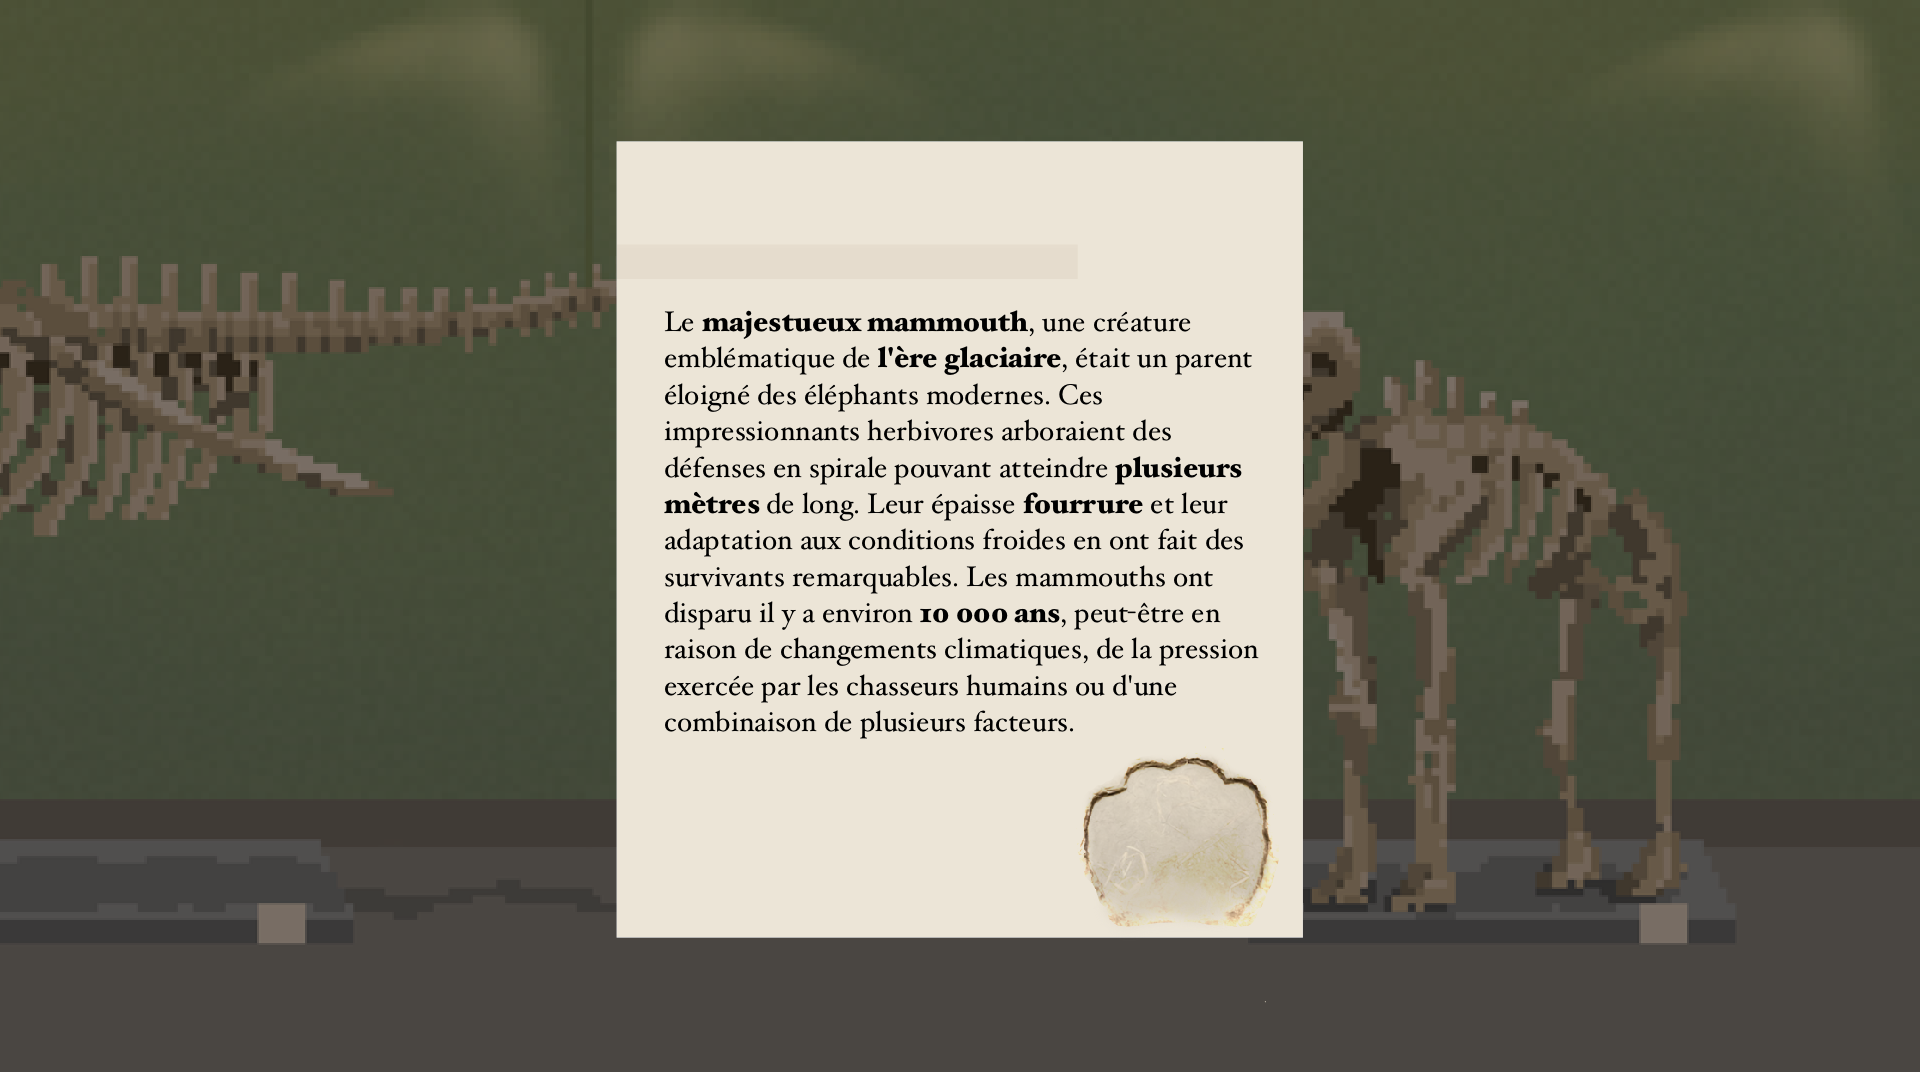 Le majestueux mammouth, une créature
emblématique de l'ère glaciaire, était un parent
éloigné des éléphants modernes. Ces
impressionnants herbivores arboraient des
défenses en spirale pouvant atteindre plusieurs
mètres de long. Leur épaisse fourrure et leur
adaptation aux conditions froides en ont fait des
survivants remarquables. Les mammouths ont
disparu il y a environ 10 000 ans, peut-être en
raison de changements climatiques, de la pression
exercée par les chasseurs humains ou d'une
combinaison de plusieurs facteurs.